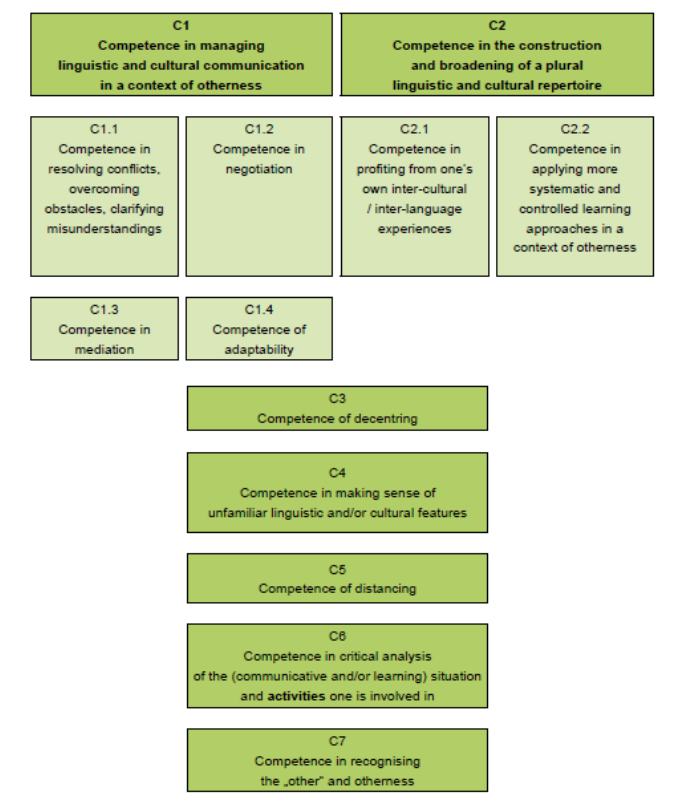 C1
Competence in managing
linguistic and cultural communication
in a context of otherness
C2
Competence in the construction
and broadening of a plural
linguistic and cultural repertoire
C1.1
Competence in
resolving conflicts,
overcoming
obstacles, clarifying
misunderstandings
C1.2
Competence in
negotiation
C2.1
Competence in
profiting from one's
own inter-cultural
/ inter-language
experiences
C2.2
Competence in
applying more
systematic and
controlled learning
approaches in a
context of otherness
C1.3
Competence in
mediation
C1.4
Competence of
adaptability
C3
Competence of decentring
C4
Competence in making sense of
unfamiliar linguistic and/or cultural features
C5
Competence of distancing
C6
Competence in critical analysis
of the (communicative and/or learning) situation
and activities one is involved in
C7
Competence in recognising
the „other" and otherness